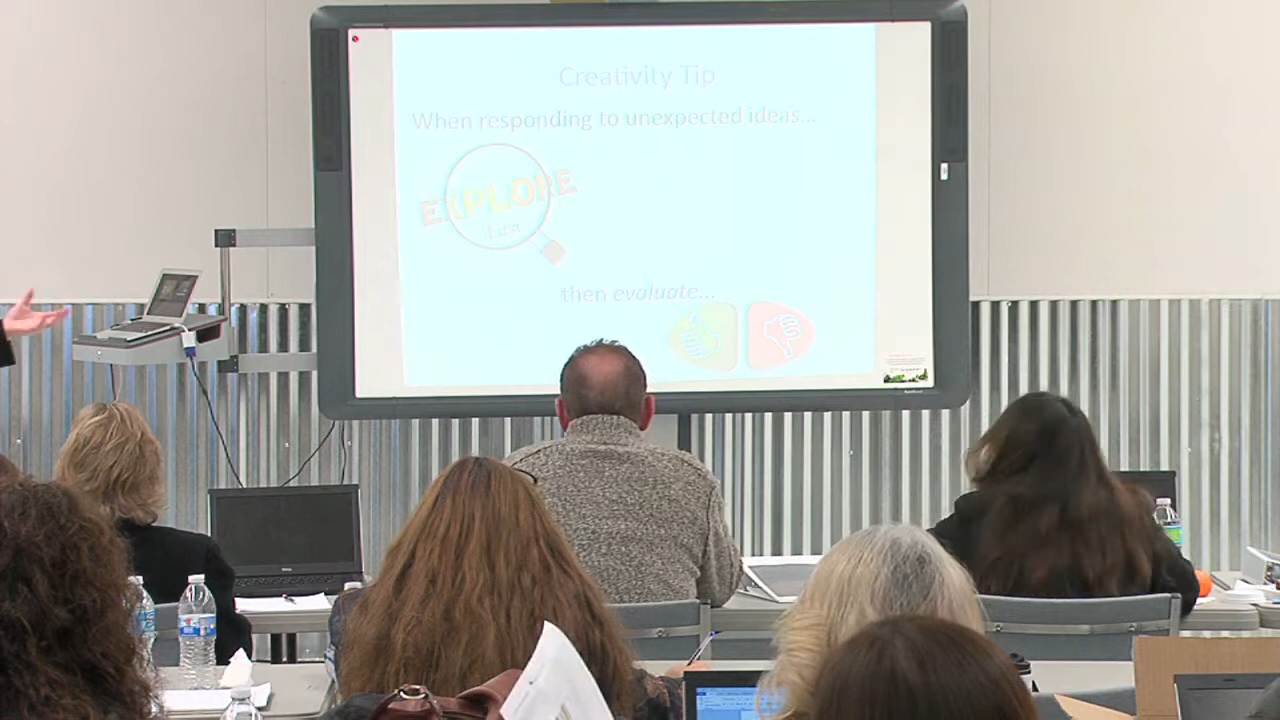 Creativity Tip
When responding to unexpected ideas...
EXPLORE
then evaluate...